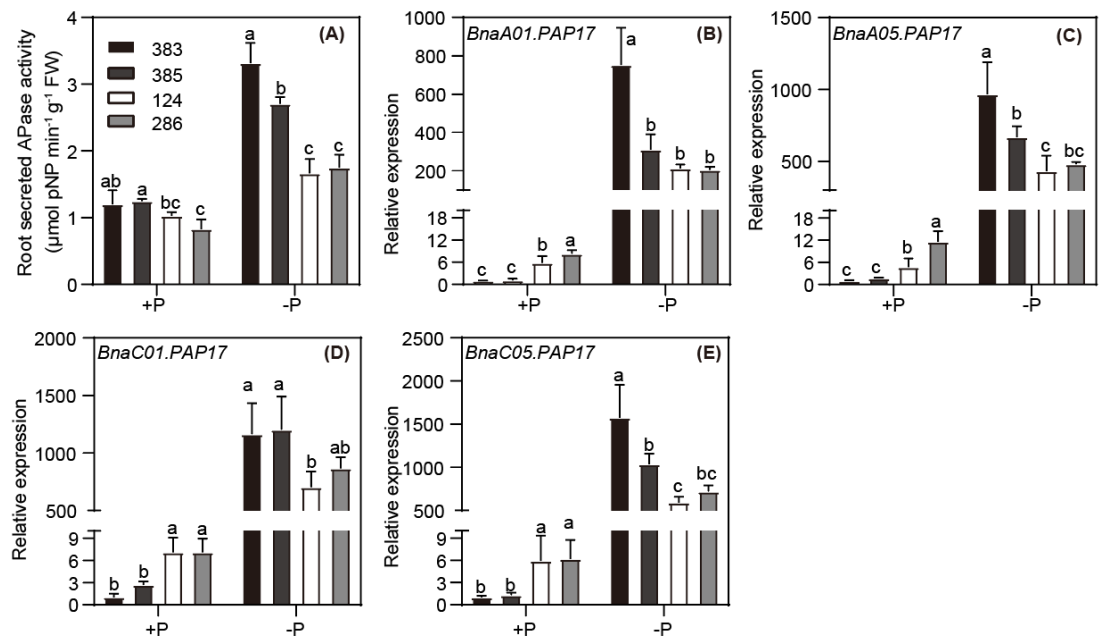 (A)
383
385
124
286
Root secreted APase activity
(µmol pNP min⁻¹ g⁻¹ FW)
4
3
2
1
0
ab
a
bc
c
a
b
c
c
+P
-P
BnaA01.PAP17
(B)
Relative expression
1000
800
600
400
200
18
12
6
0
c
c
b
a
a
b
b
b
+P
-P
BnaA05.PAP17
(C)
Relative expression
1500
1000
500
18
12
6
0
c
c
b
a
a
b
c
bc
+P
-P
BnaC01.PAP17
(D)
Relative expression
2000
1500
1000
500
9
6
3
0
b
b
a
a
a
a
b
ab
+P
-P
BnaC05.PAP17
(E)
Relative expression
2500
2000
1500
1000
500
9
6
3
0
b
b
a
a
a
b
c
bc
+P
-P